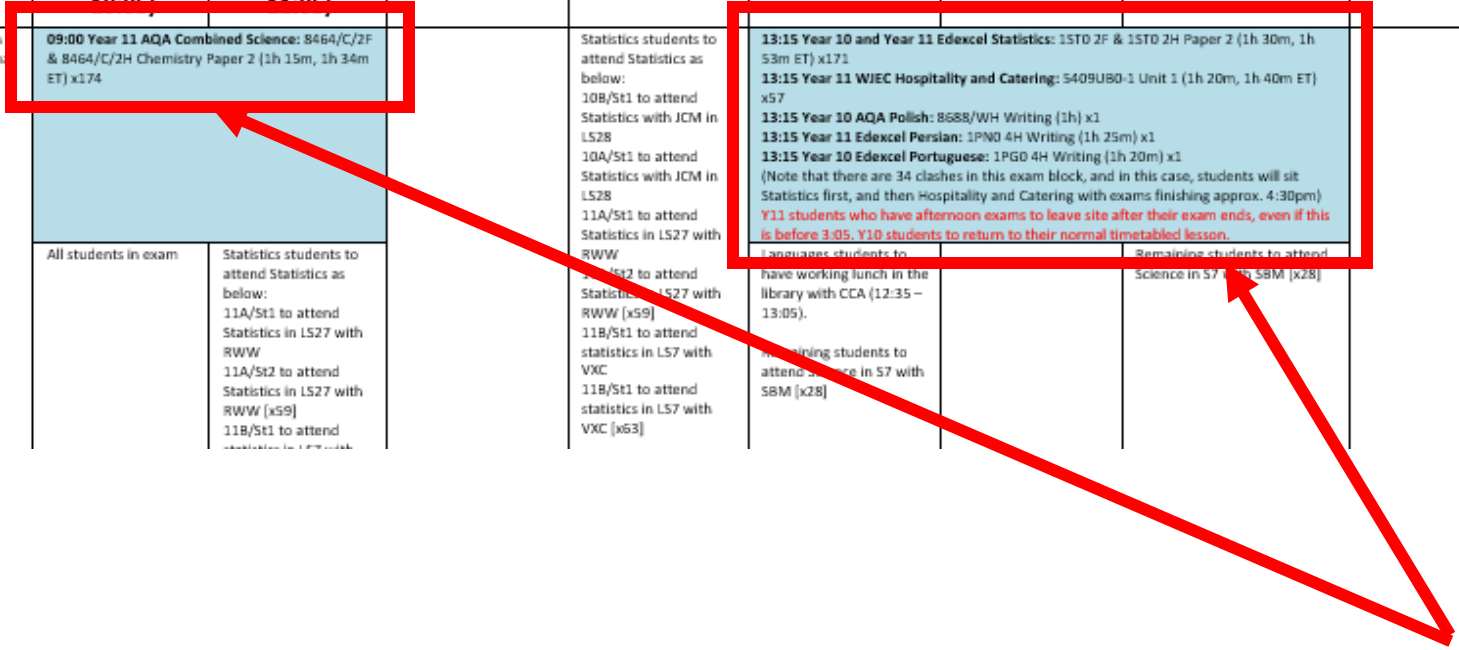 09:00 Year 11 AQA Combined Science: 8464/C/2F
& 8464/C/2H Chemistry Paper 2 (1h 15m, 1h 34m
ET) x174
All students in exam
Statistics students to
attend Statistics as
below:
11A/St1 to attend
Statistics in LS27 with
RWW
11A/St2 to attend
Statistics in LS27 with
RWW [x59]
11B/St1 to attend
Statistics students to
attend Statistics as
below:
10B/St1 to attend
Statistics with JCM in
LS28
10A/St1 to attend
Statistics with JCM in
LS28
11A/St1 to attend
Statistics in LS27 with
RWW
to attend
Statistics in LS27 with
RWW [x59]
11B/St1 to attend
statistics in LS7 with
VXC
11B/St1 to attend
statistics in LS7 with
VXC [x63]
13:15 Year 10 and Year 11 Edexcel Statistics: 1ST0 2F & 1ST0 2H Paper 2 (1h 30m, 1h
53m ET) x171
13:15 Year 11 WJEC Hospitality and Catering: 5409UB0-1 Unit 1 (1h 20m, 1h 40m ET)
x57
13:15 Year 10 AQA Polish: 8688/WH Writing (1h) x1
13:15 Year 11 Edexcel Persian: 1PN0 4H Writing (1h 25m) x1
13:15 Year 10 Edexcel Portuguese: 1PG0 4H Writing (1h 20m) x1
(Note that there are 34 clashes in this exam block, and in this case, students will sit
Statistics first, and then Hospitality and Catering with exams finishing approx. 4:30pm)
Y11 students who have afternoon exams to leave site after their exam ends, even if this
is before 3:05. Y10 students to return to their normal timetabled lesson.
Languages students to
have working lunch in the
library with CCA (12:35 –
13:05).
students to
attend Science in S7 with
SBM [x28]
Remaining students to attend
Science in S7 with SBM [x28]